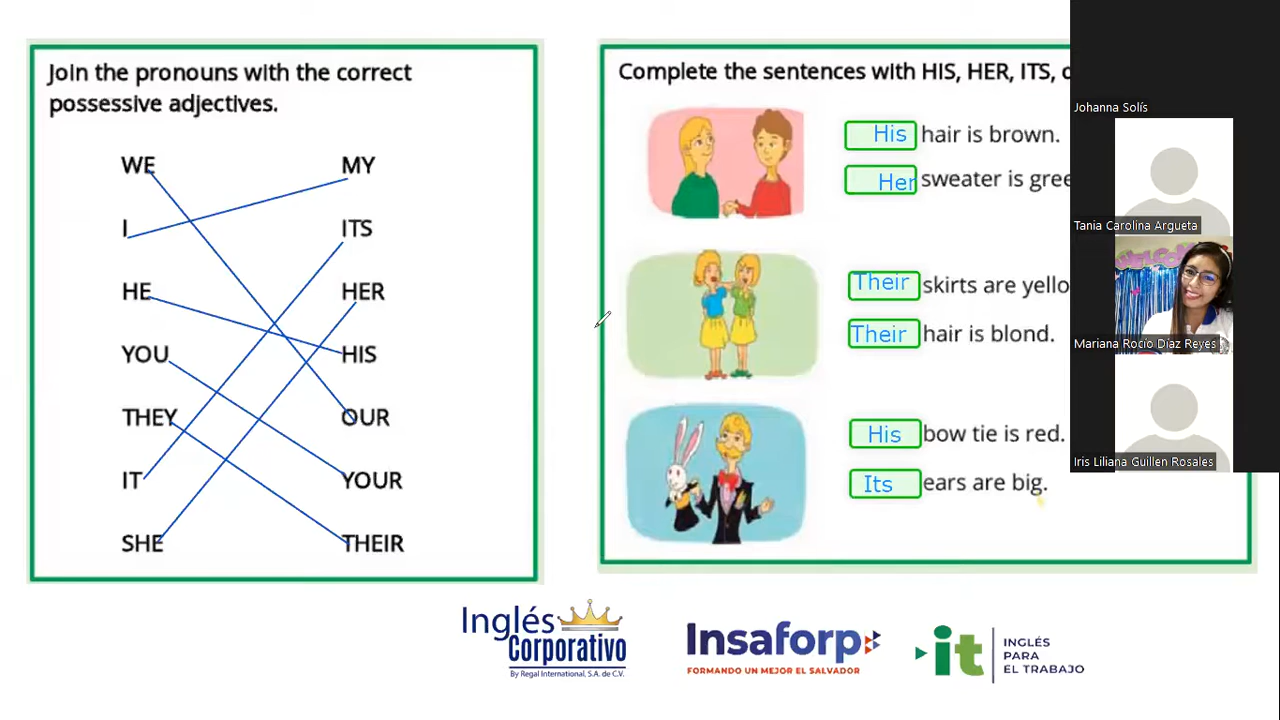 Join the pronouns with the correct
possessive adjectives.
WE MY
I ITS
HE HER
YOU HIS
THEY OUR
IT YOUR
SHE THEIR
Complete the sentences with HIS, HER, ITS,
His hair is brown.
Her sweater is gree
Their skirts are yello
Their hair is blond.
His bow tie is red.
Its ears are big.
Johanna Solís
Tania Carolina Argueta
Mariana Rocío Díaz Reyes
Iris Liliana Guillen Rosales
Inglés
Corporativo
By Regal International, S.A. de C.V.
Insaforp
FORMANDO UN MEJOR EL SALVADOR
it
INGLÉS
PARA
EL TRABAJO